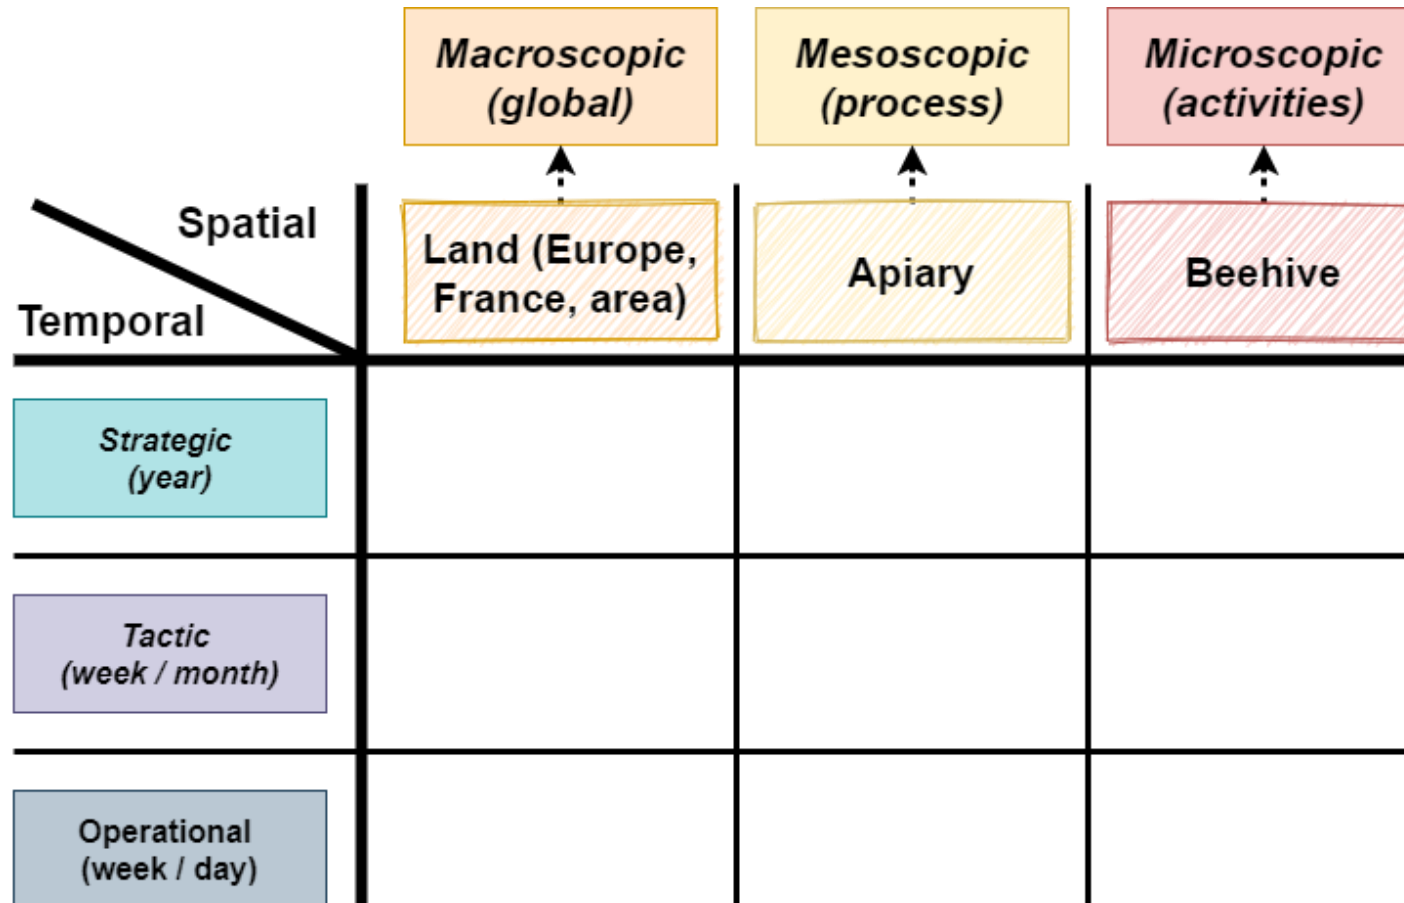 Macroscopic
(global)
Mesoscopic
(process)
Microscopic
(activities)
Spatial
Temporal
Land (Europe,
France, area)
Apiary
Beehive
Strategic
(year)
Tactic
(week / month)
Operational
(week / day)